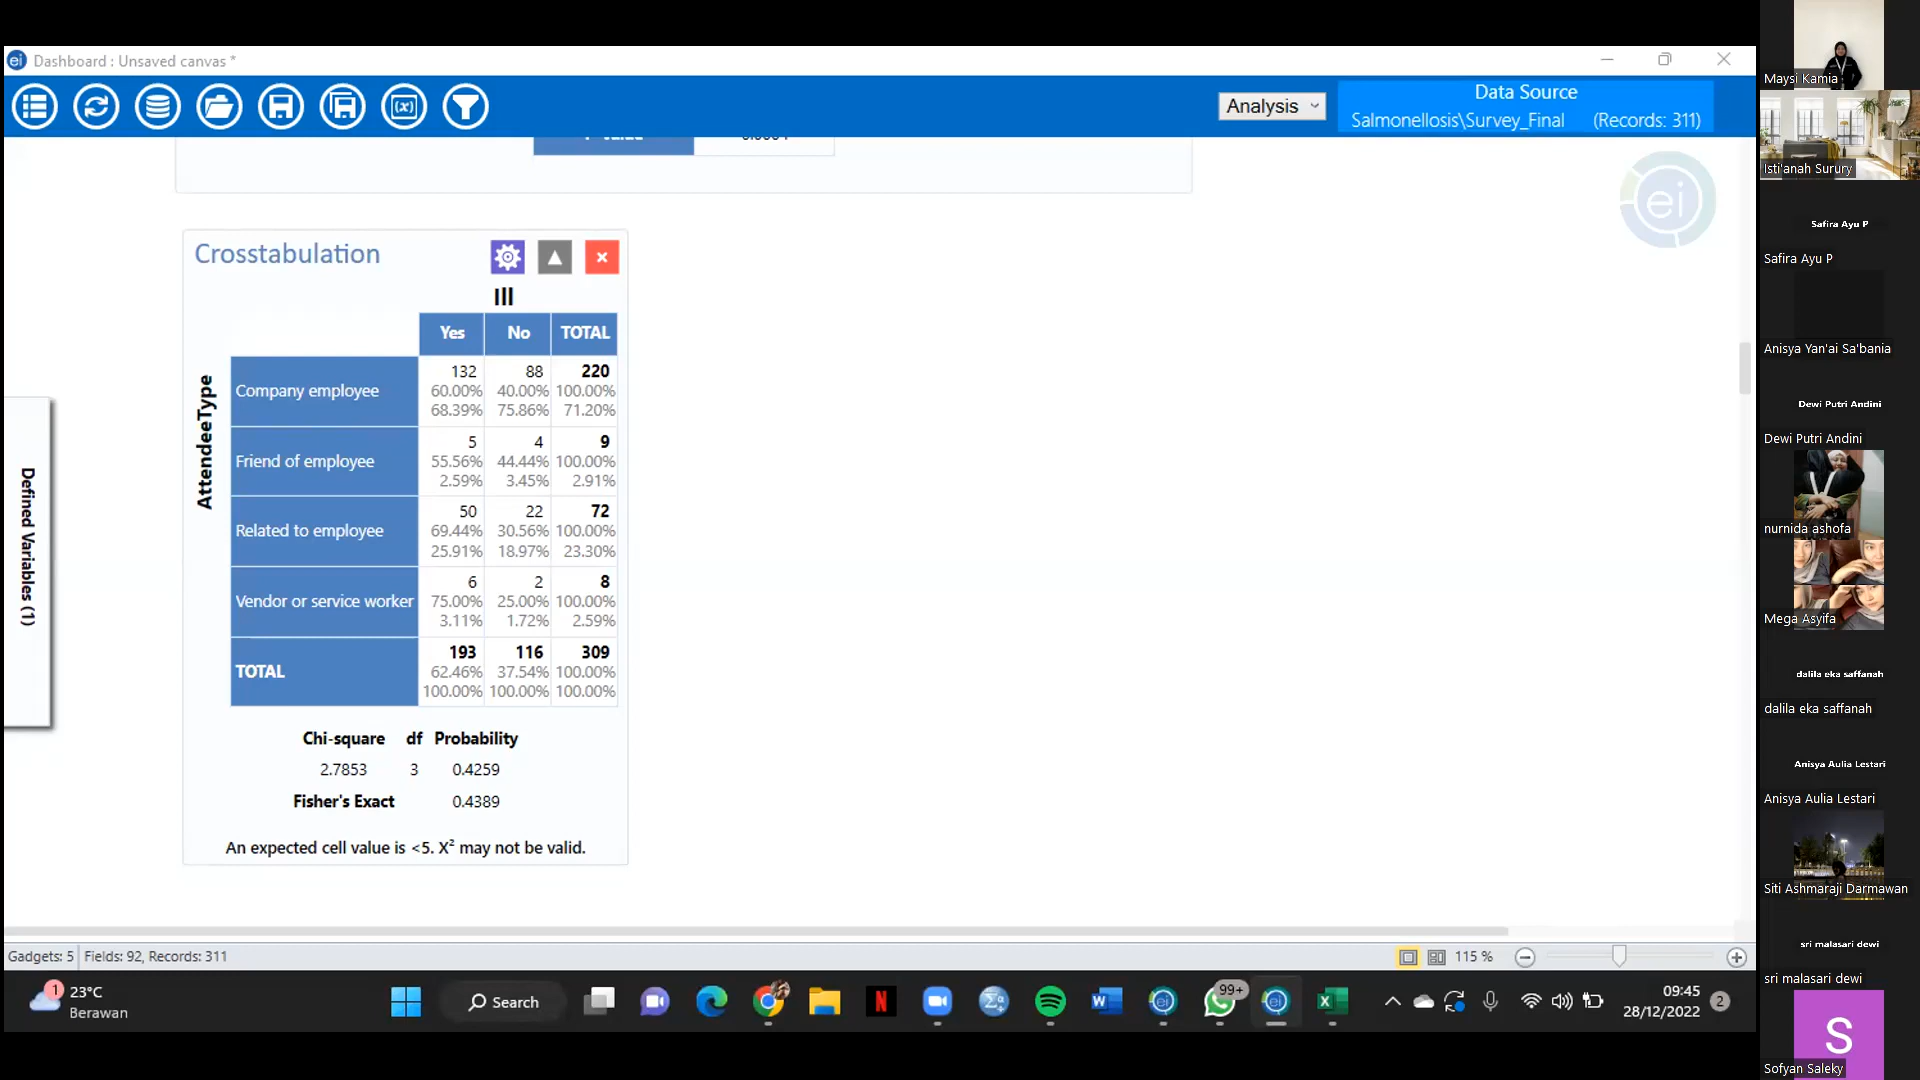 Dashboard : Unsaved canvas *
Analysis
Data Source
Salmonellosis\Survey_Final (Records: 311)
ei
Crosstabulation
Ill
Yes No TOTAL
AttendeeType
Company employee
132 88 220
60.00% 40.00% 100.00%
68.39% 75.86% 71.20%
Friend of employee
5 4 9
55.56% 44.44% 100.00%
2.59% 3.45% 2.91%
Related to employee
50 22 72
69.44% 30.56% 100.00%
25.91% 18.97% 23.30%
Vendor or service worker
6 2 8
75.00% 25.00% 100.00%
3.11% 1.72% 2.59%
TOTAL
193 116 309
62.46% 37.54% 100.00%
100.00% 100.00% 100.00%
Chi-square df Probability
2.7853 3 0.4259
Fisher's Exact 0.4389
An expected cell value is <5. X² may not be valid.
Defined Variables (1)
Gadgets: 5 Fields: 92, Records: 311
115 %
1
23°C
Berawan
Search
99+
09:45
28/12/2022
2
Maysi Kamia
Isti'anah Surury
Safira Ayu P
Safira Ayu P
Anisya Yan'ai Sa'bania
Dewi Putri Andini
Dewi Putri Andini
nurnida ashofa
Mega Asyifa
dalila eka saffanah
dalila eka saffanah
Anisya Aulia Lestari
Anisya Aulia Lestari
Siti Ashmaraji Darmawan
sri malasari dewi
sri malasari dewi
S
Sofyan Saleky